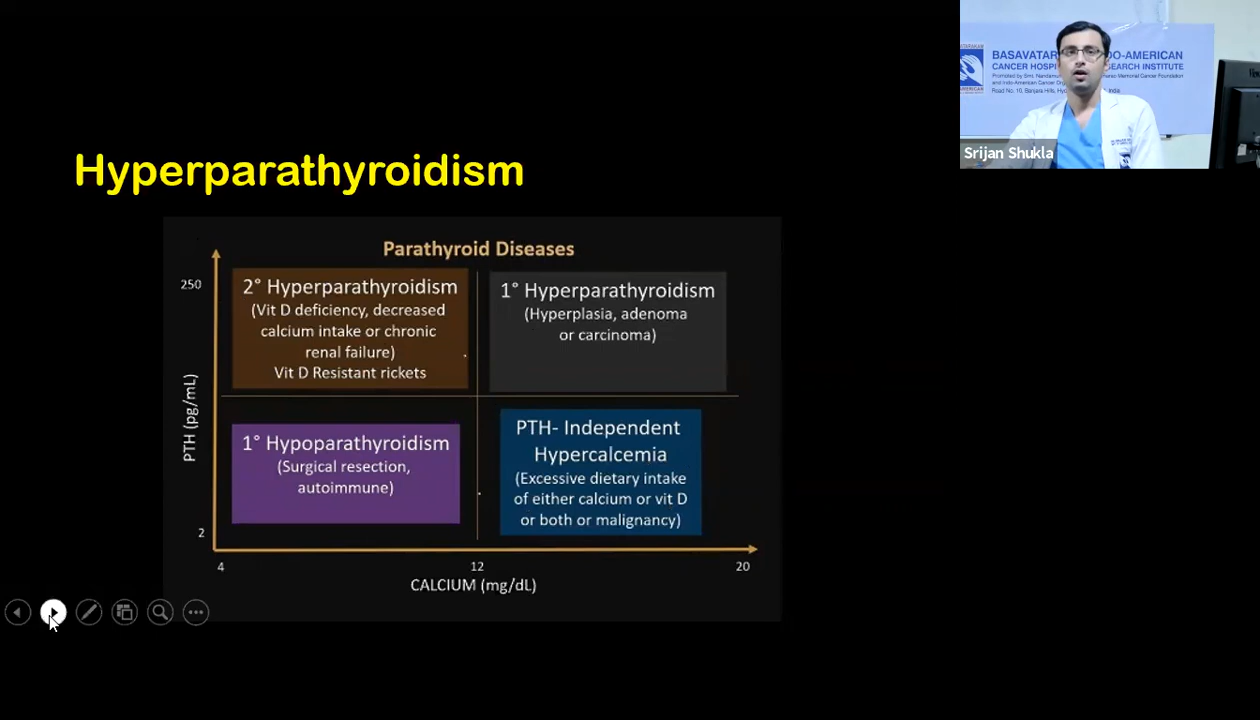 Hyperparathyroidism
Parathyroid Diseases
250
2° Hyperparathyroidism
(Vit D deficiency, decreased
calcium intake or chronic
renal failure)
Vit D Resistant rickets
1° Hyperparathyroidism
(Hyperplasia, adenoma
or carcinoma)
PTH (pg/mL)
1° Hypoparathyroidism
(Surgical resection,
autoimmune)
PTH- Independent
Hypercalcemia
(Excessive dietary intake
of either calcium or vit D
or both or malignancy)
2
4
12
20
CALCIUM (mg/dL)
BASAVATAR
DO-AMERICAN
CANCER HOSP
SEARCH INSTITUTE
Srijan Shukla